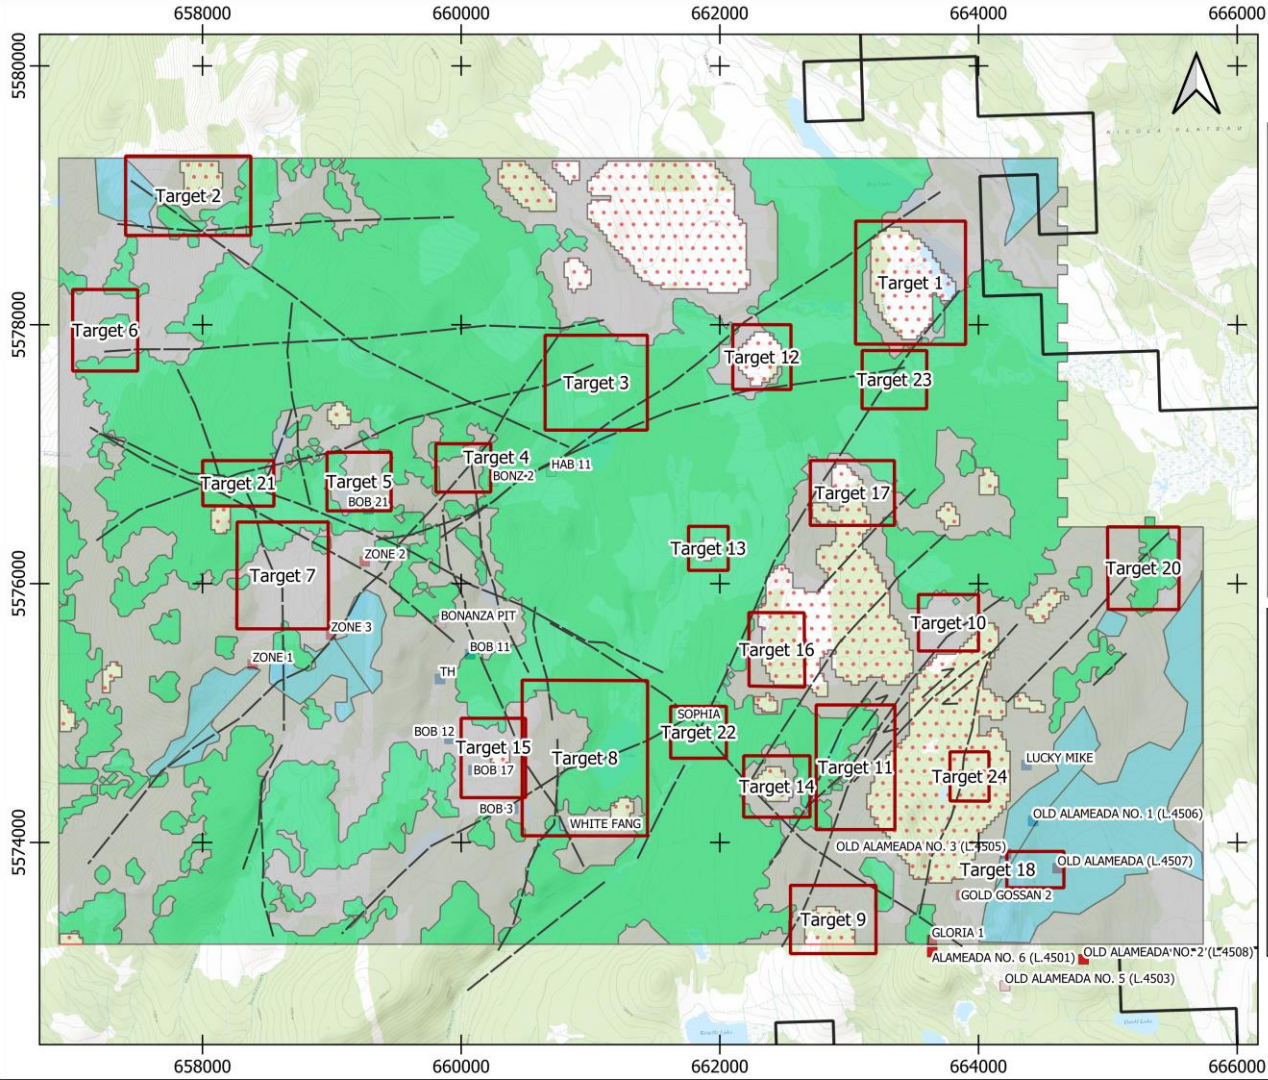 658000 660000 662000 664000 666000
5580000
NICOLA PLATEAU
Target 2
Target 1
5578000
Target 6
Target 12
Target 3
Target 23
Target 4
HAB 11
BONZ 2
Target 21
Target 5
BOB 21
Target 17
Target 13
ZONE 2
5576000
Target 7
Target 20
BONANZA PIT
ZONE 3
Target 10
BOB 11
ZONE 1
Target 16
TH
SOPHIA
Target 22
BOB 12
Target 15
BOB 17
Target 8
Target 11
LUCKY MIKE
Target 14
Target 24
BOB 3
WHITE FANG
OLD ALAMEADA NO. 1 (L.4506)
5574000
OLD ALAMEADA NO. 3 (L.4505)
OLD ALAMEADA (L.4507)
Target 18
GOLD GOSSAN 2
Target 9
GLORIA 1
OLD ALAMEADA NO. 2 (L.4508)
ALAMEADA NO. 6 (L.4501)
OLD ALAMEADA NO. 5 (L.4503)
658000 660000 662000 664000 666000